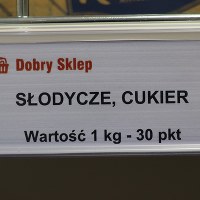 Dobry Sklep
SŁODYCZE, CUKIER
Wartość 1 kg - 30 pkt